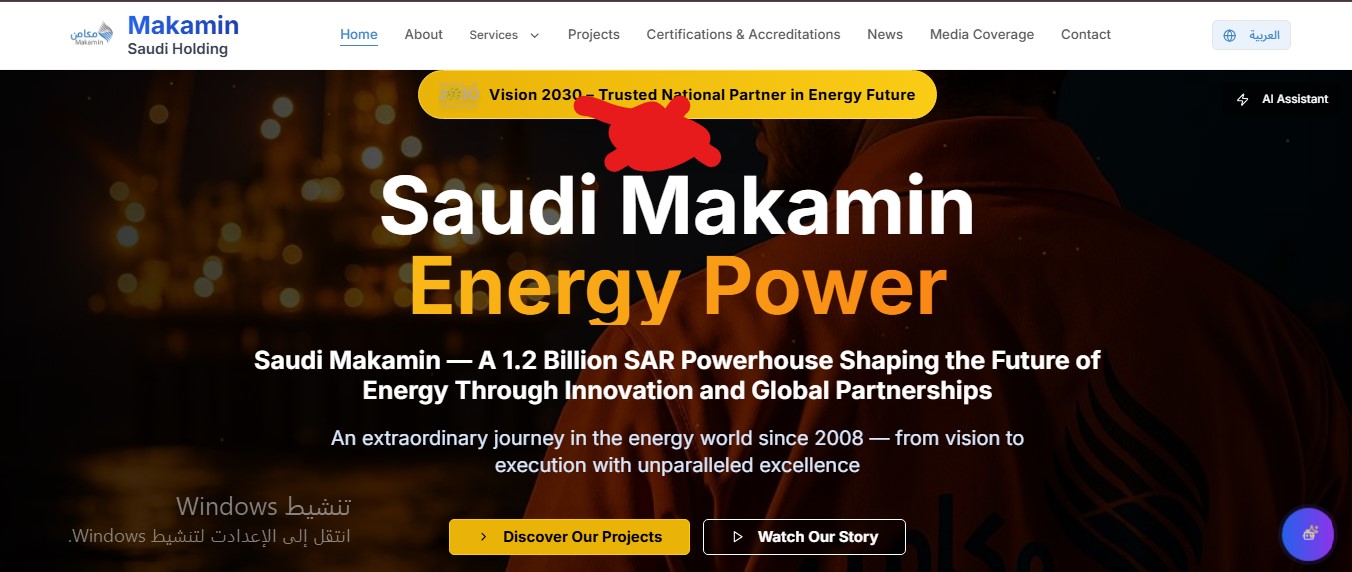 مكامن
Makamin
Makamin
Saudi Holding
Home
About
Services
Projects
Certifications & Accreditations
News
Media Coverage
Contact
العربية
Vision 2030 – Trusted National Partner in Energy Future
AI Assistant
Saudi Makamin
Energy Power
Saudi Makamin — A 1.2 Billion SAR Powerhouse Shaping the Future of
Energy Through Innovation and Global Partnerships
An extraordinary journey in the energy world since 2008 — from vision to
execution with unparalleled excellence
تنشيط Windows
انتقل إلى الإعدادت لتنشيط Windows.
Discover Our Projects
Watch Our Story
مكامن